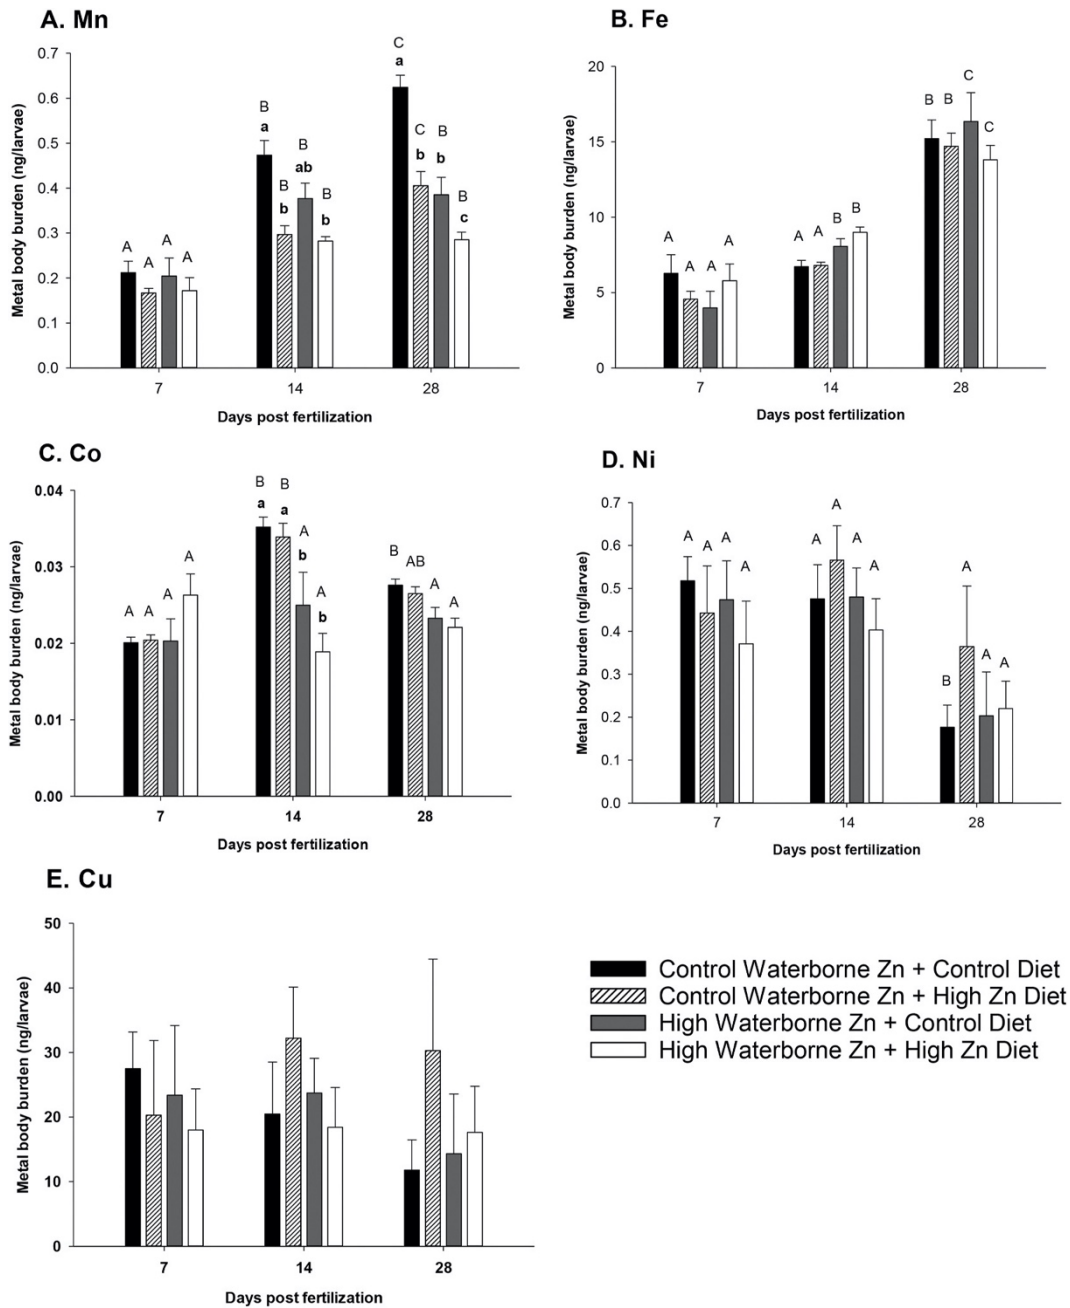 A. Mn
Metal body burden (ng/larvae)
0.7
0.6
0.5
0.4
0.3
0.2
0.1
0.0
A
A
A
A
B
a
B
b
B
ab
B
b
C
a
C
b
B
b
B
c
7
14
28
Days post fertilization
B. Fe
Metal body burden (ng/larvae)
20
15
10
5
0
A
A
A
A
A
A
B
B
B
B
C
C
7
14
28
Days post fertilization
C. Co
Metal body burden (ng/larvae)
0.04
0.03
0.02
0.01
0.00
A
A
A
A
B
a
B
a
A
b
A
b
B
AB
A
A
7
14
28
Days post fertilization
D. Ni
Metal body burden (ng/larvae)
0.7
0.6
0.5
0.4
0.3
0.2
0.1
0.0
A
A
A
A
A
A
A
A
B
A
A
A
7
14
28
Days post fertilization
E. Cu
Metal body burden (ng/larvae)
50
40
30
20
10
0
7
14
28
Days post fertilization
Control Waterborne Zn + Control Diet
Control Waterborne Zn + High Zn Diet
High Waterborne Zn + Control Diet
High Waterborne Zn + High Zn Diet